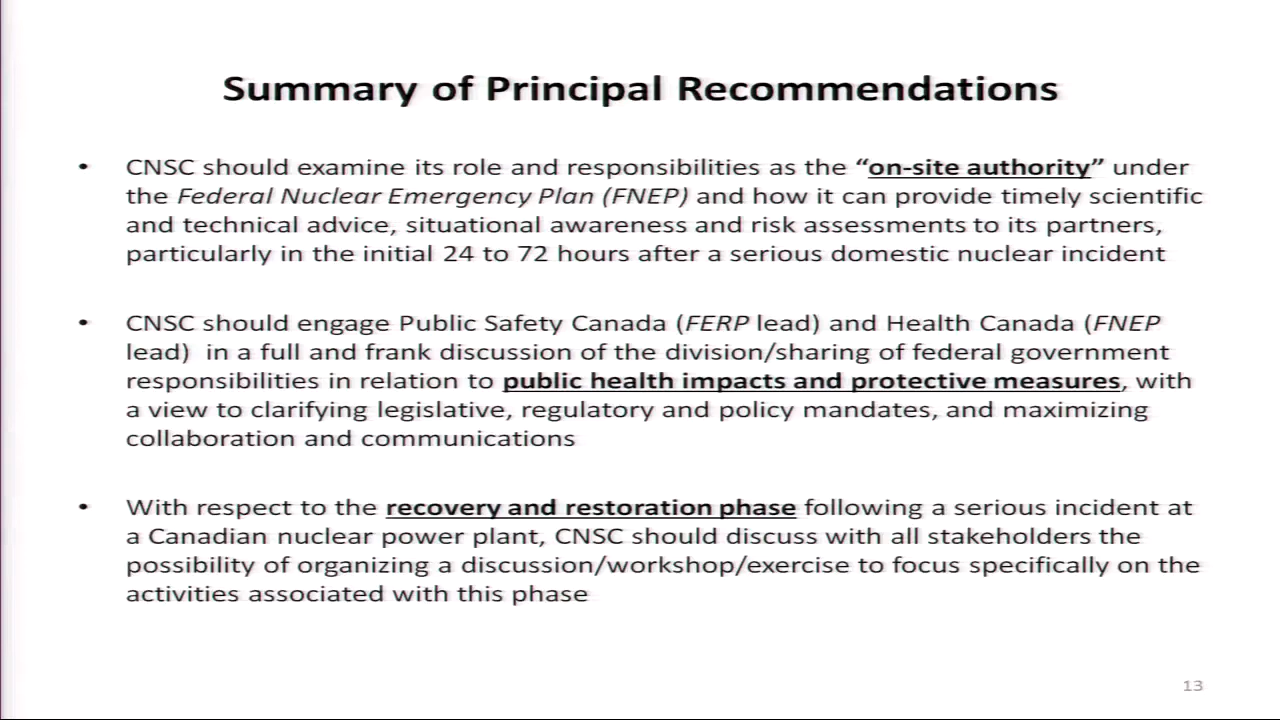 Summary of Principal Recommendations
• CNSC should examine its role and responsibilities as the “on-site authority” under
the Federal Nuclear Emergency Plan (FNEP) and how it can provide timely scientific
and technical advice, situational awareness and risk assessments to its partners,
particularly in the initial 24 to 72 hours after a serious domestic nuclear incident
• CNSC should engage Public Safety Canada (FERP lead) and Health Canada (FNEP
lead) in a full and frank discussion of the division/sharing of federal government
responsibilities in relation to public health impacts and protective measures, with
a view to clarifying legislative, regulatory and policy mandates, and maximizing
collaboration and communications
• With respect to the recovery and restoration phase following a serious incident at
a Canadian nuclear power plant, CNSC should discuss with all stakeholders the
possibility of organizing a discussion/workshop/exercise to focus specifically on the
activities associated with this phase
13